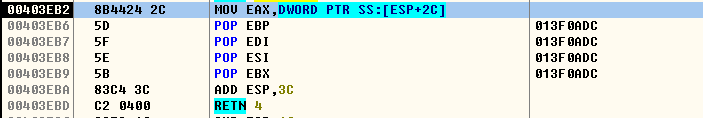 00403EB2 8B4424 2C MOV EAX,DWORD PTR SS:[ESP+2C]
00403EB6 5D POP EBP 013F0ADC
00403EB7 5F POP EDI 013F0ADC
00403EB8 5E POP ESI 013F0ADC
00403EB9 5B POP EBX 013F0ADC
00403EBA 83C4 3C ADD ESP,3C
00403EBD C2 0400 RETN 4